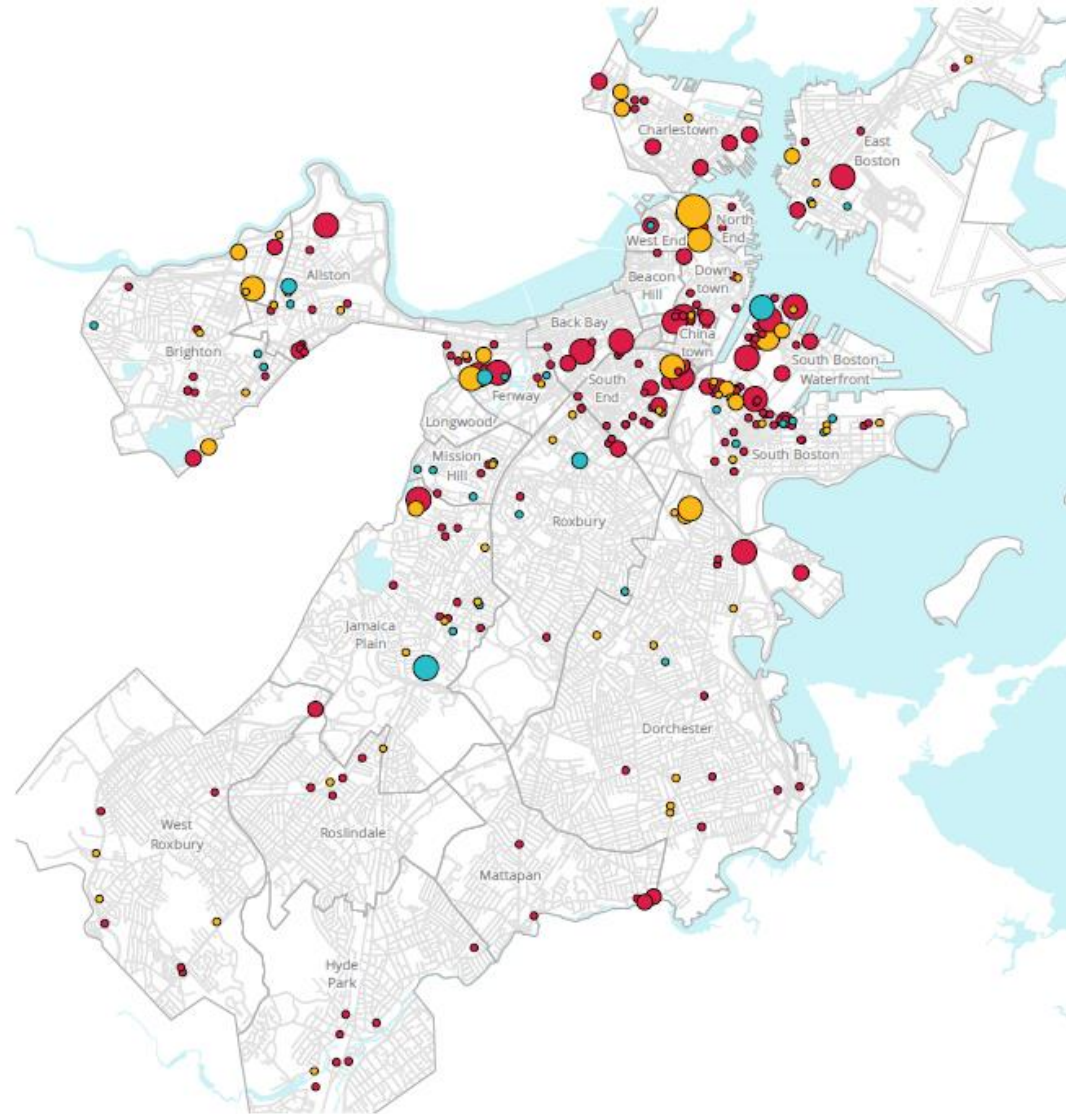 Charlestown
East
Boston
North
End
West End
Down
town
Beacon
Hill
Allston
Back Bay
China
town
Brighton
South Boston
Waterfront
South
End
Fenway
Longwood
Mission
Hill
South Boston
Roxbury
Jamaica
Plain
Dorchester
West
Roxbury
Roslindale
Mattapan
Hyde
Park